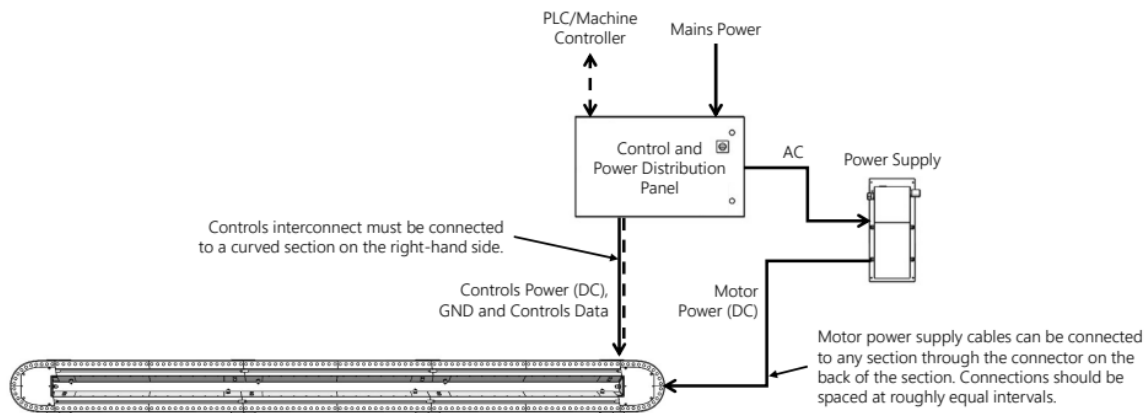 PLC/Machine
Controller
Mains Power
Control and
Power Distribution
Panel
AC
Power Supply
Controls interconnect must be connected
to a curved section on the right-hand side.
Controls Power (DC),
GND and Controls Data
Motor
Power (DC)
Motor power supply cables can be connected
to any section through the connector on the
back of the section. Connections should be
spaced at roughly equal intervals.